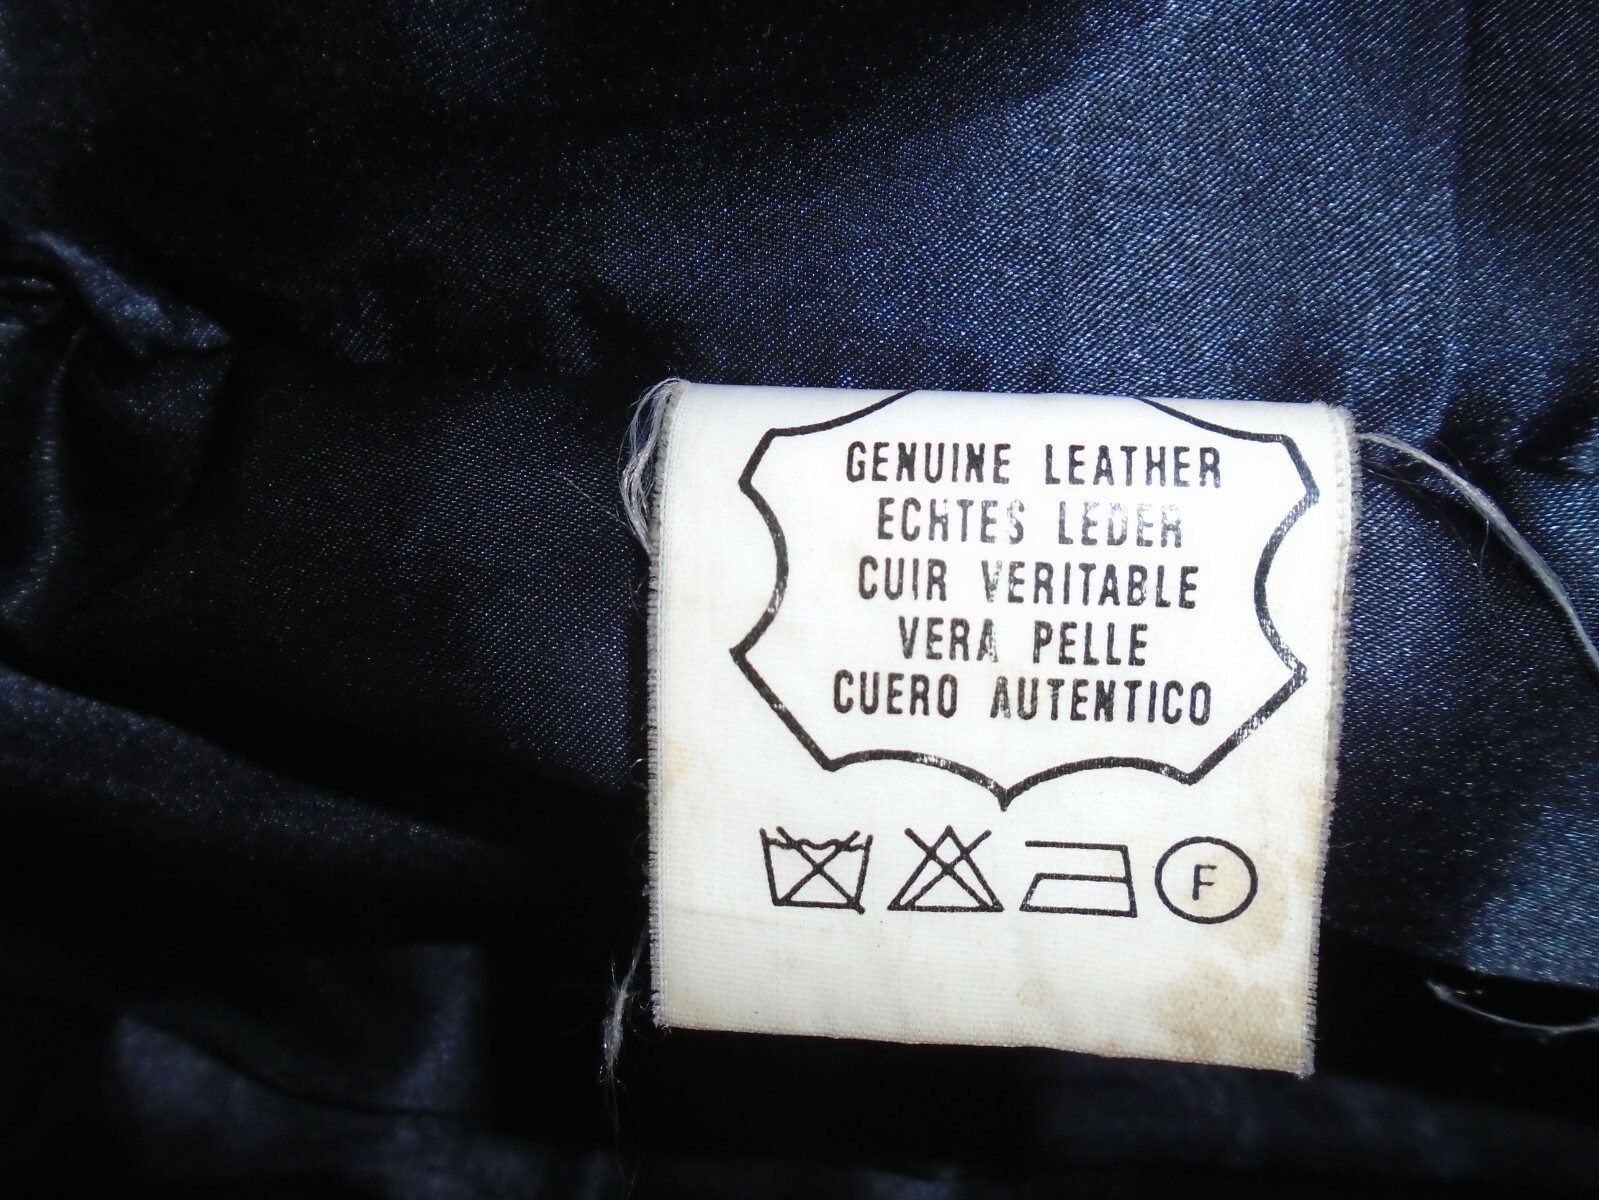 GENUINE LEATHER
ECHTES LEDER
CUIR VERITABLE
VERA PELLE
CUERO AUTENTICO
F